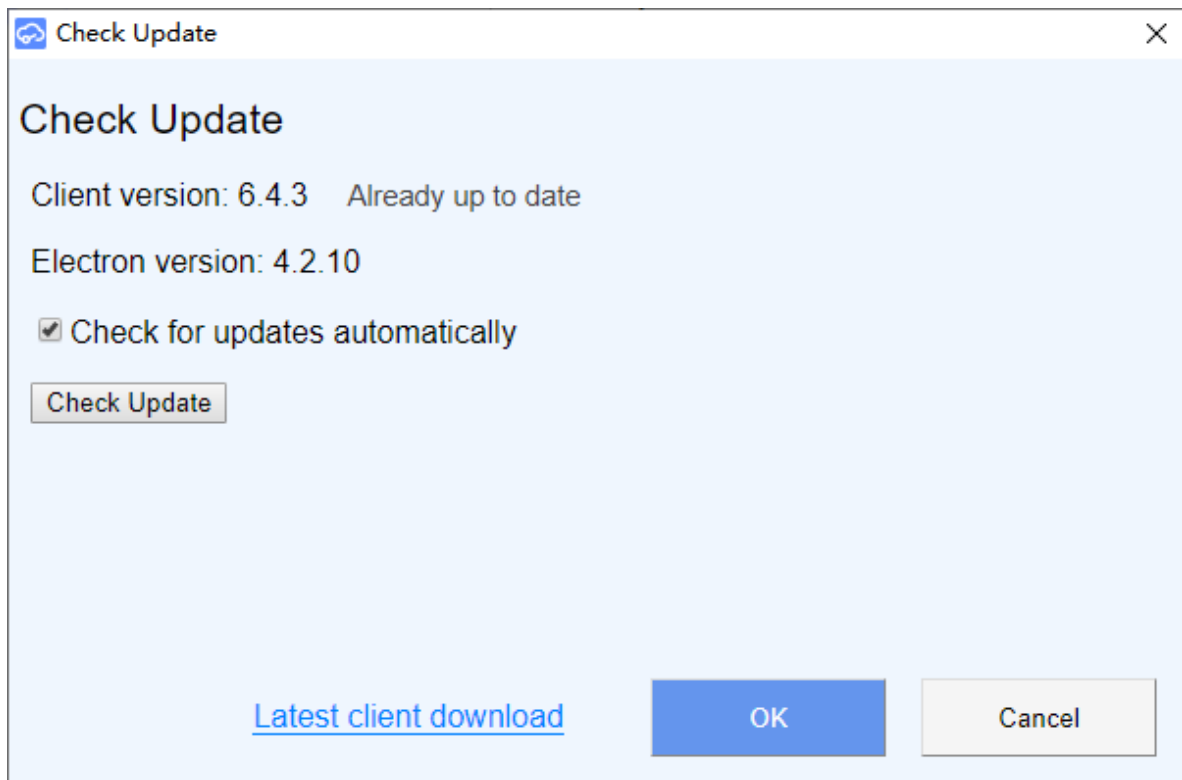 Check Update
Check Update
Client version: 6.4.3 Already up to date
Electron version: 4.2.10
Check for updates automatically
Check Update
Latest client download OK Cancel